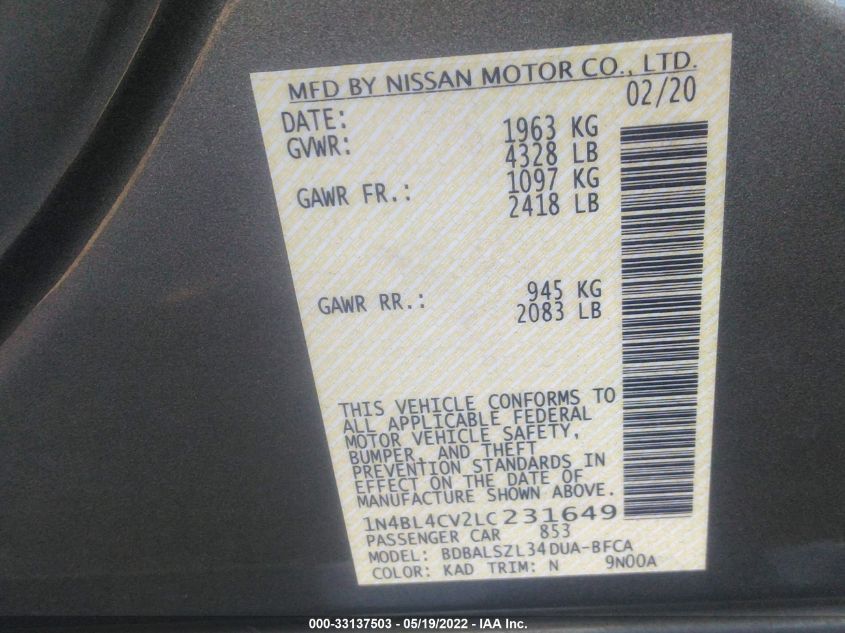 MFD BY NISSAN MOTOR CO., LTD.
DATE: 02/20
GVWR: 1963 KG
4328 LB
GAWR FR.: 1097 KG
2418 LB
GAWR RR.: 945 KG
2083 LB
THIS VEHICLE CONFORMS TO
ALL APPLICABLE FEDERAL
MOTOR VEHICLE SAFETY,
BUMPER, AND THEFT
PREVENTION STANDARDS IN
EFFECT ON THE DATE OF
MANUFACTURE SHOWN ABOVE.
1N4BL4CV2LC231649
PASSENGER CAR 853
MODEL: BDBALSZL34DUA-BFCA
COLOR: KAD TRIM: N 9N00A
000-33137503 - 05/19/2022 - IAA Inc.